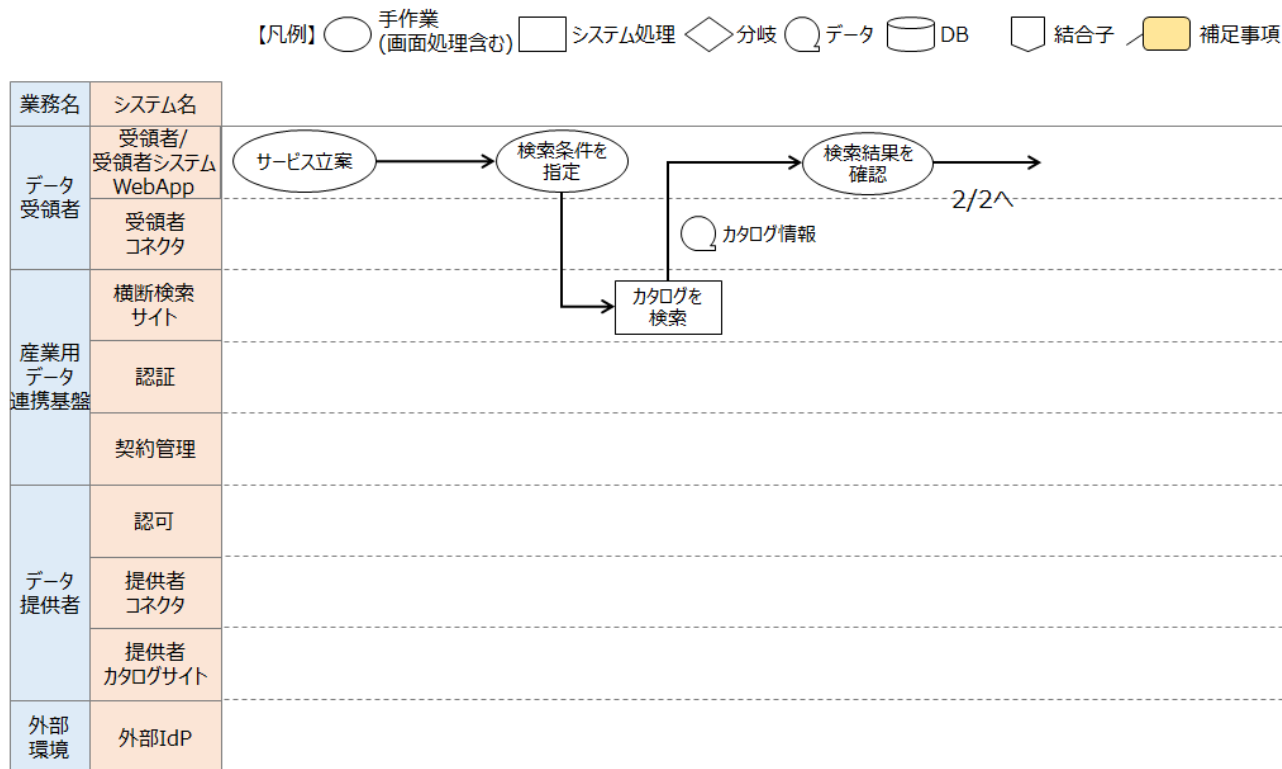 【凡例】
手作業
(画面処理含む)
システム処理
分岐
データ
DB
結合子
補足事項
業務名
システム名
データ
受領者
受領者/
受領者システム
WebApp
サービス立案
検索条件を
指定
検索結果を
確認
2/2へ
受領者
コネクタ
カタログ情報
産業用
データ
連携基盤
横断検索
サイト
カタログを
検索
認証
契約管理
データ
提供者
認可
提供者
コネクタ
提供者
カタログサイト
外部
環境
外部IdP